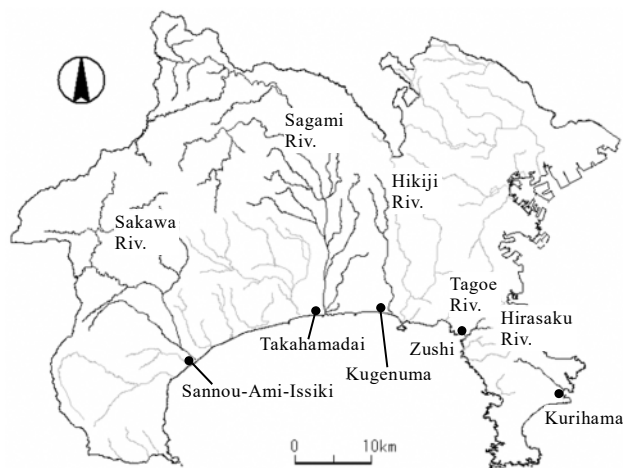 Sagami
Riv.
Hikiji
Riv.
Sakawa
Riv.
Tagoe
Riv.
Hirasaku
Riv.
Takahamadai
Zushi
Kugenuma
Sannou-Ami-Issiki
Kurihama
0 10km